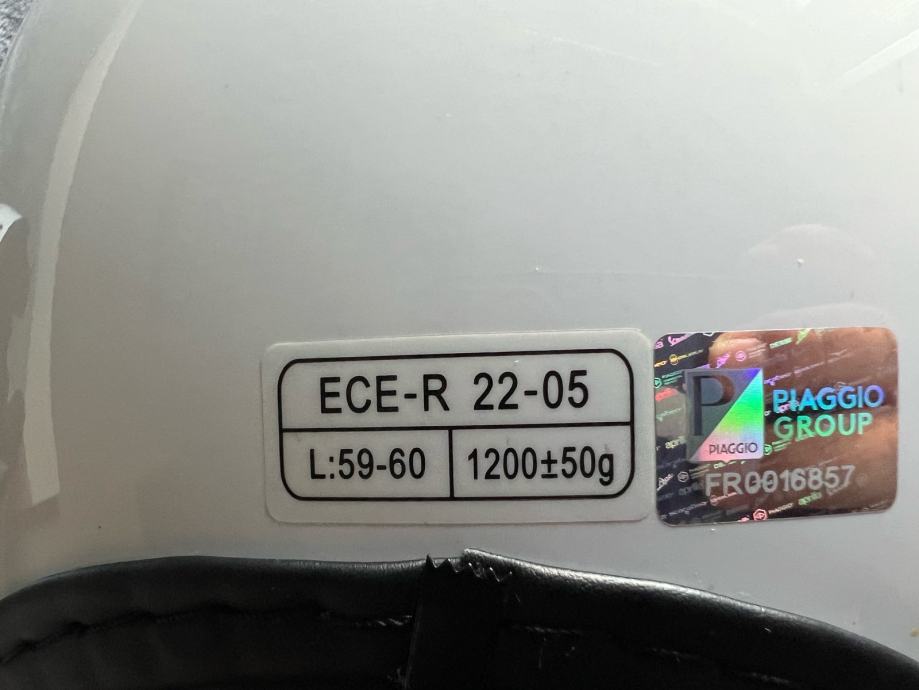 ECE-R 22-05
L:59-60
1200±50g
P
PIAGGIO
PIAGGIO
GROUP
FR0016857